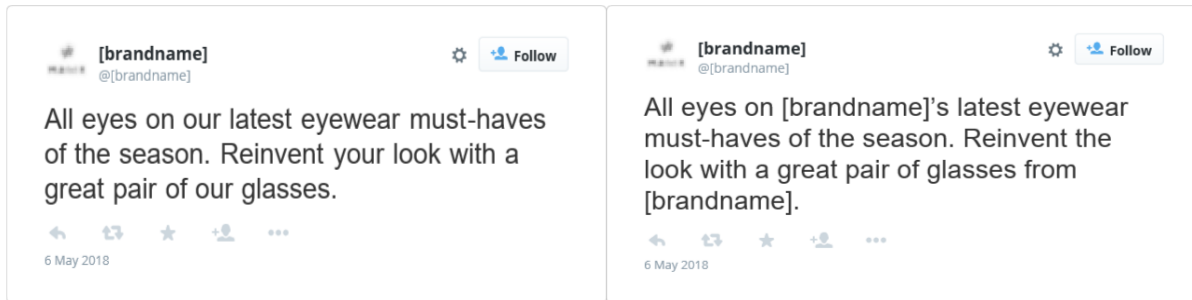 [brandname]
@[brandname]
Follow
All eyes on our latest eyewear must-haves
of the season. Reinvent your look with a
great pair of our glasses.
6 May 2018
[brandname]
@[brandname]
Follow
All eyes on [brandname]’s latest eyewear
must-haves of the season. Reinvent the
look with a great pair of glasses from
[brandname].
6 May 2018